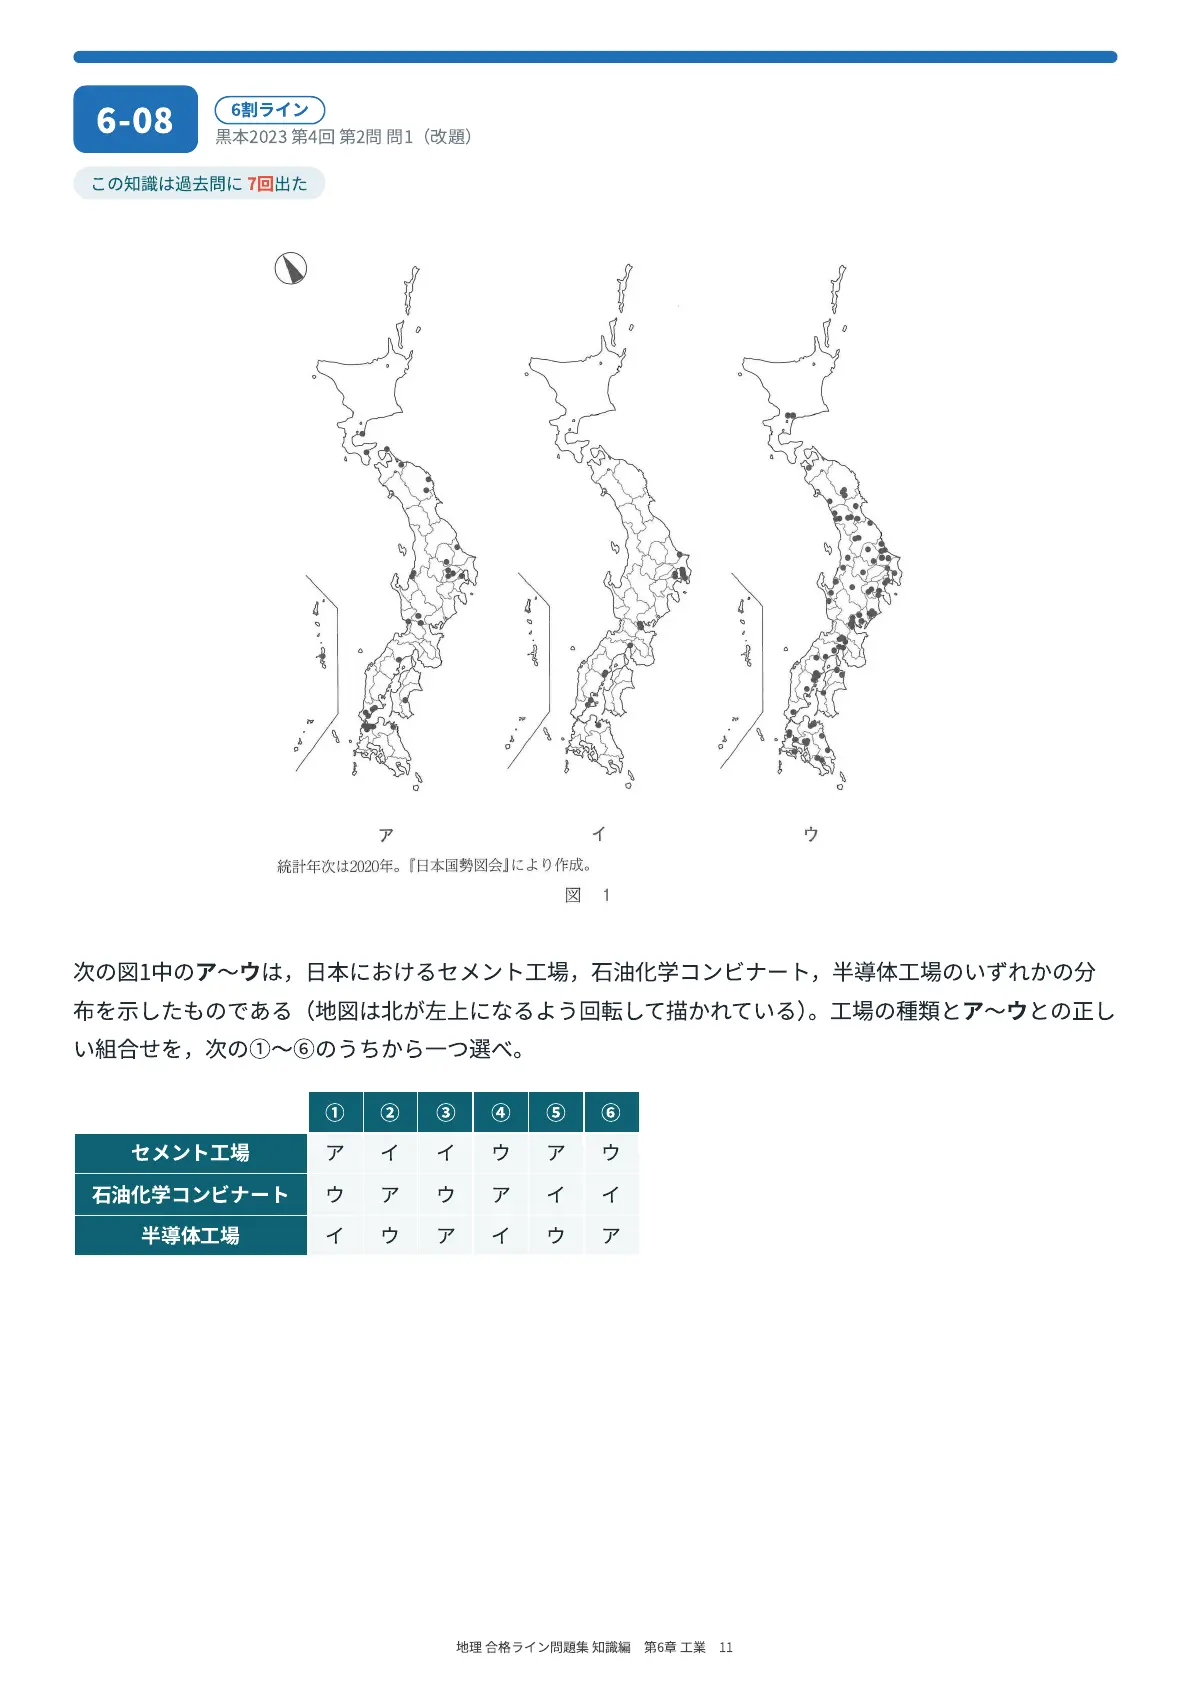 6-08
6割ライン
黒本2023 第4回 第2問 問1（改題）
この知識は過去問に 7回出た
ア
イ
ウ
統計年次は2020年。『日本国勢図会』により作成。
図 1
次の図1中のア～ウは，日本におけるセメント工場，石油化学コンビナート，半導体工場のいずれかの分
布を示したものである（地図は北が左上になるよう回転して描かれている）。工場の種類とア～ウとの正し
い組合せを，次の①～⑥のうちから一つ選べ。
① ② ③ ④ ⑤ ⑥
セメント工場 ア イ イ ウ ア ウ
石油化学コンビナート ウ ア ウ ア イ イ
半導体工場 イ ウ ア イ ウ ア
地理 合格ライン問題集 知識編 第6章 工業 11